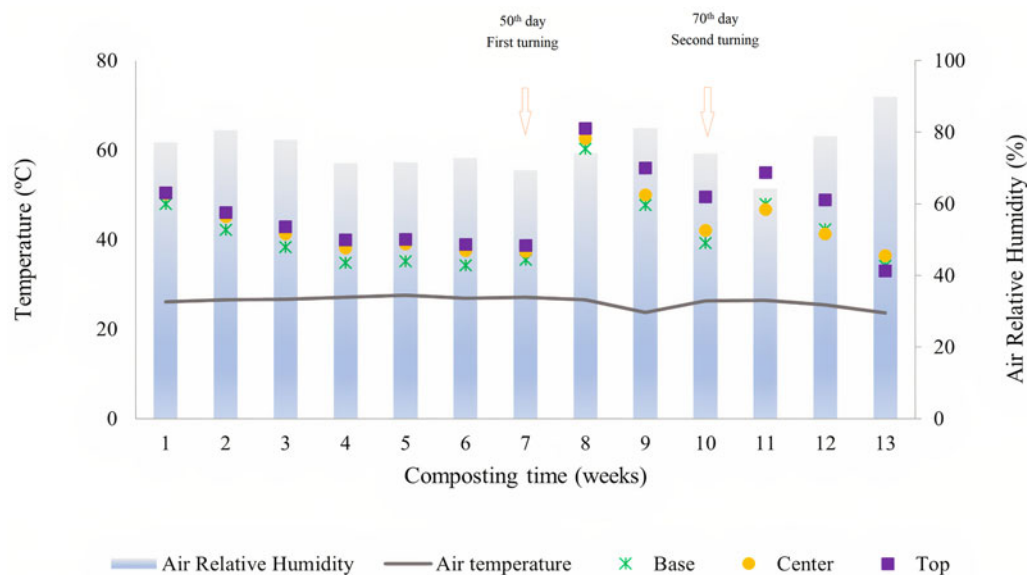 50th day
First turning
70th day
Second turning
80
60
40
20
0
100
80
60
40
20
0
Temperature (ºC)
Air Relative Humidity (%)
1 2 3 4 5 6 7 8 9 10 11 12 13
Composting time (weeks)
Air Relative Humidity Air temperature Base Center Top